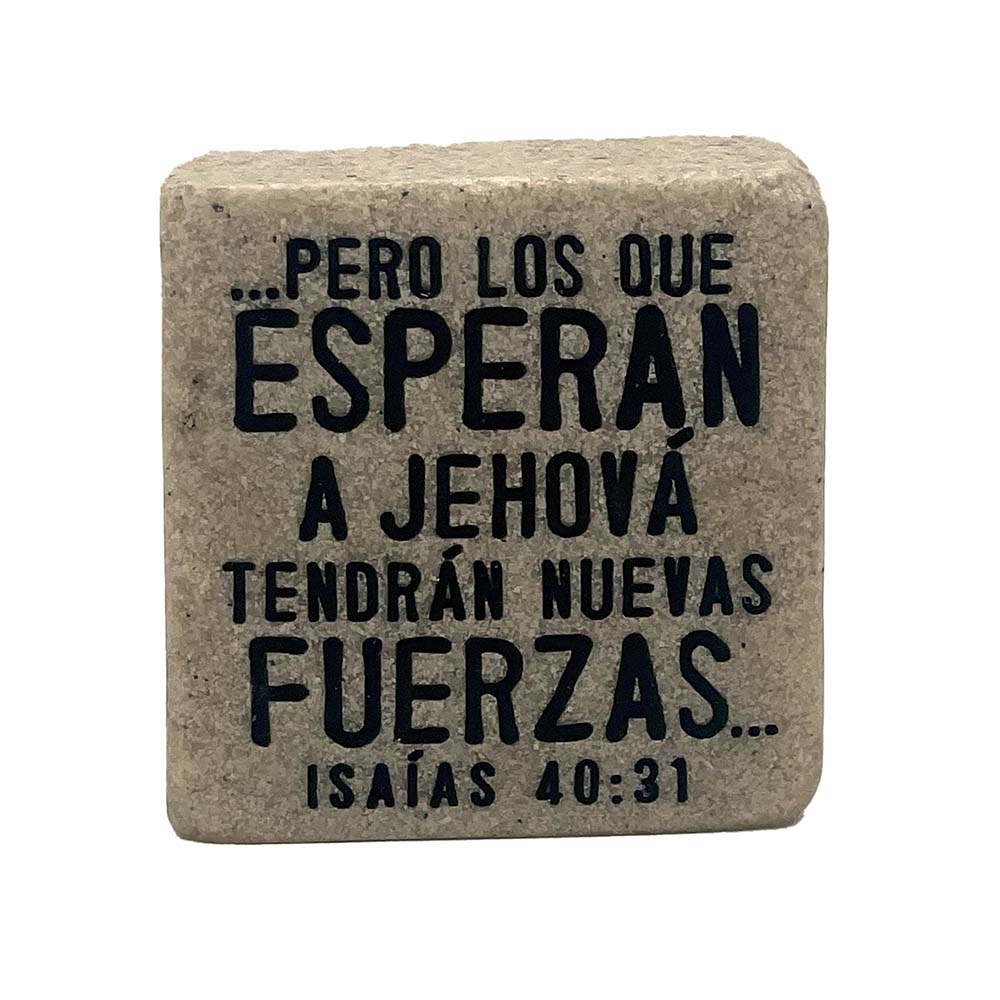 ...PERO LOS QUE
ESPERAN
A JEHOVÁ
TENDRÁN NUEVAS
FUERZAS...
ISAÍAS 40:31